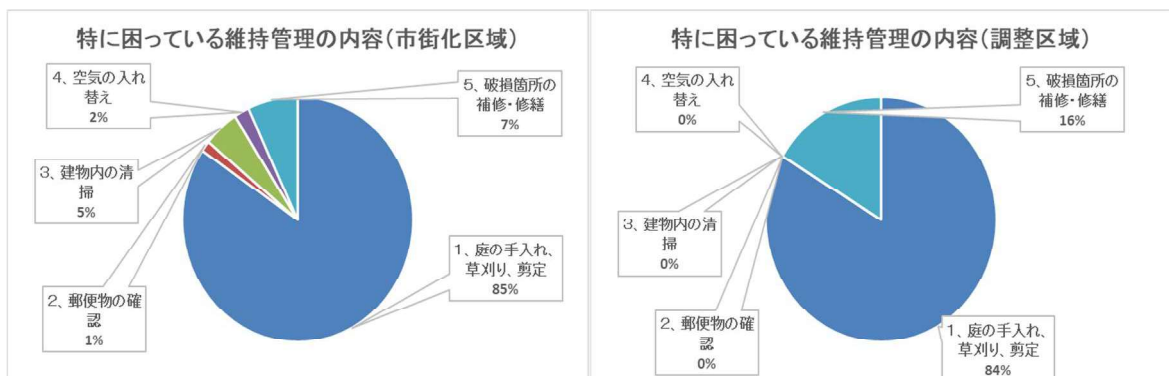 特に困っている維持管理の内容(市街化区域)
4、空気の入れ
替え
2%
5、破損箇所の
補修・修繕
7%
3、建物内の清
掃
5%
2、郵便物の確
認
1%
1、庭の手入れ、
草刈り、剪定
85%
特に困っている維持管理の内容(調整区域)
4、空気の入れ
替え
0%
5、破損箇所の
補修・修繕
16%
3、建物内の清
掃
0%
2、郵便物の確
認
0%
1、庭の手入れ、
草刈り、剪定
84%